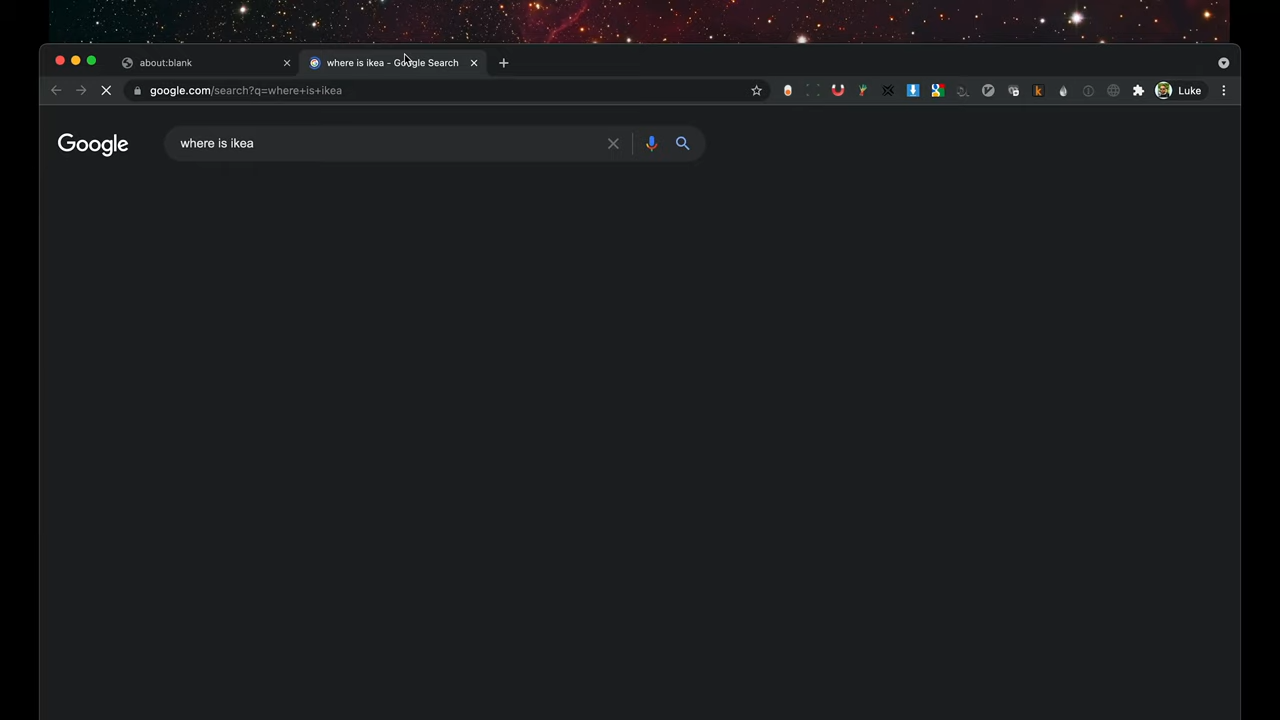 about:blank
where is ikea - Google Search
google.com/search?q=where+is+ikea
k
Luke
Google
where is ikea